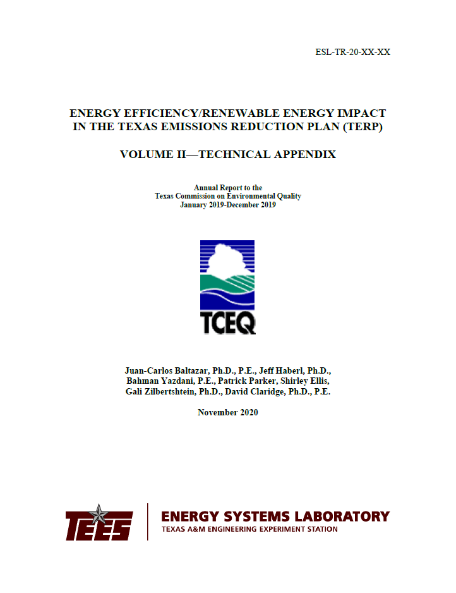 ESL-TR-20-XX-XX
ENERGY EFFICIENCY/RENEWABLE ENERGY IMPACT
IN THE TEXAS EMISSIONS REDUCTION PLAN (TERP)
VOLUME II—TECHNICAL APPENDIX
Annual Report to the
Texas Commission on Environmental Quality
January 2019-December 2019
TCEQ
Juan-Carlos Baltazar, Ph.D., P.E., Jeff Haberl, Ph.D.,
Bahman Yazdani, P.E., Patrick Parker, Shirley Ellis,
Gali Zilbertshtein, Ph.D., David Claridge, Ph.D., P.E.
November 2020
TEES
ENERGY SYSTEMS LABORATORY
TEXAS A&M ENGINEERING EXPERIMENT STATION